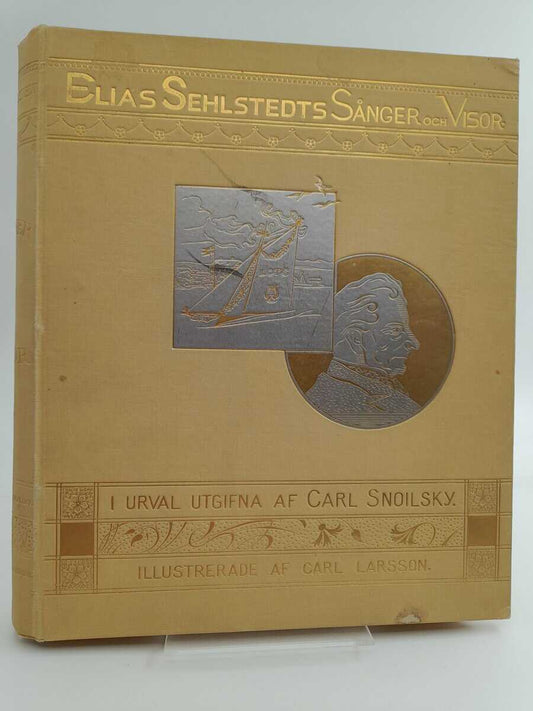 ELIAS SEHLSTEDTS SÅNGER OCH VISOR
I URVAL UTGIFNA AF CARL SNOILSKY.
ILLUSTRERADE AF CARL LARSSON.